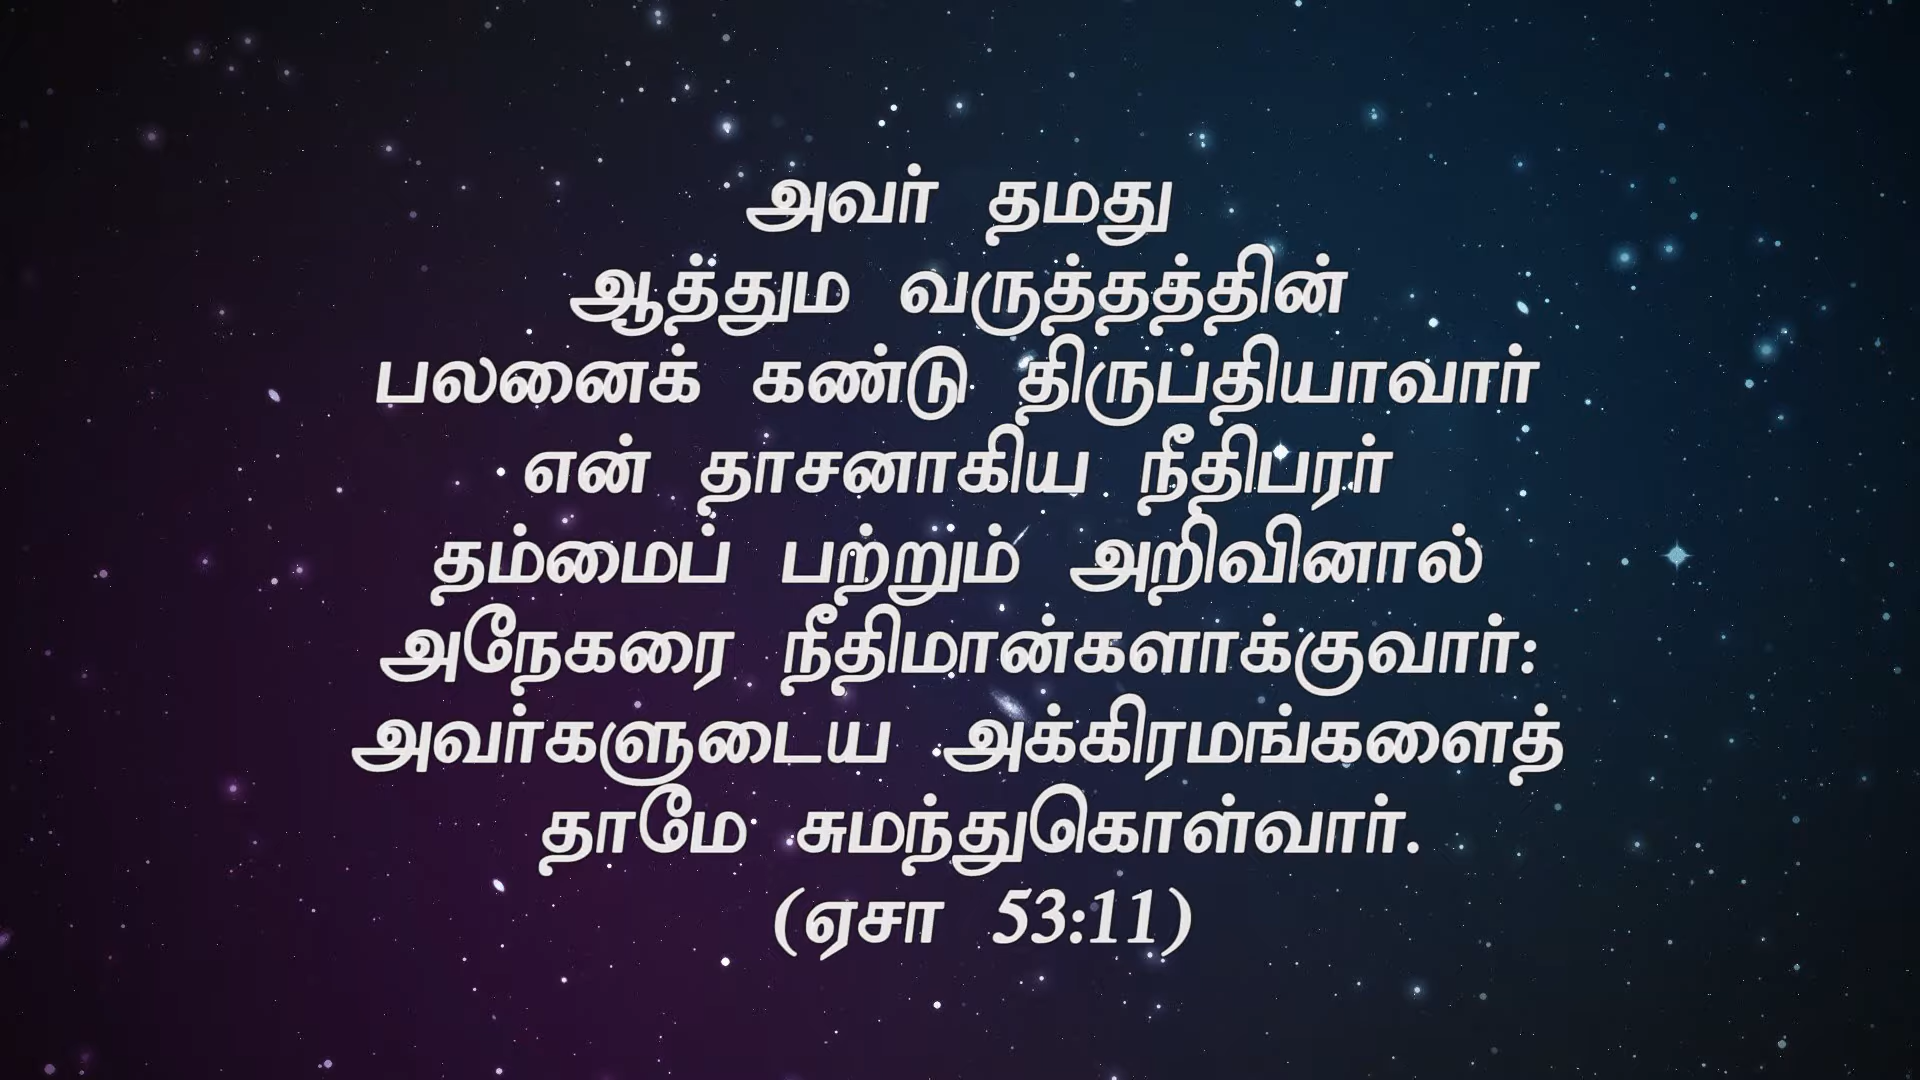 அவர் தமது
ஆத்தும வருத்தத்தின்
பலனைக் கண்டு திருப்தியாவார்
என் தாசனாகிய நீதிபரர்
தம்மைப் பற்றும் அறிவினால்
அநேகரை நீதிமான்களாக்குவார்:
அவர்களுடைய அக்கிரமங்களைத்
தாமே சுமந்துகொள்வார்.
(ஏசா 53:11)